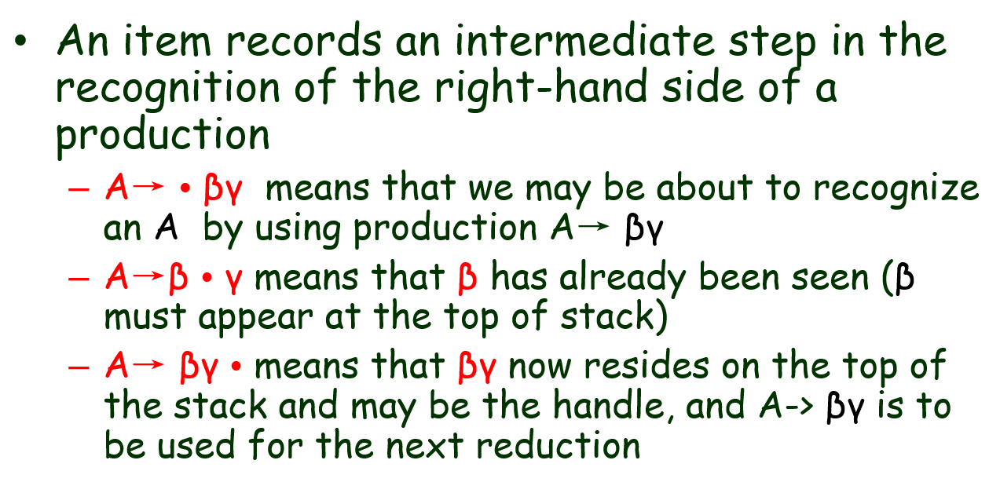 • An item records an intermediate step in the
recognition of the right-hand side of a
production
– A→ • βγ means that we may be about to recognize
an A by using production A→ βγ
– A→β • γ means that β has already been seen (β
must appear at the top of stack)
– A→ βγ • means that βγ now resides on the top of
the stack and may be the handle, and A-> βγ is to
be used for the next reduction